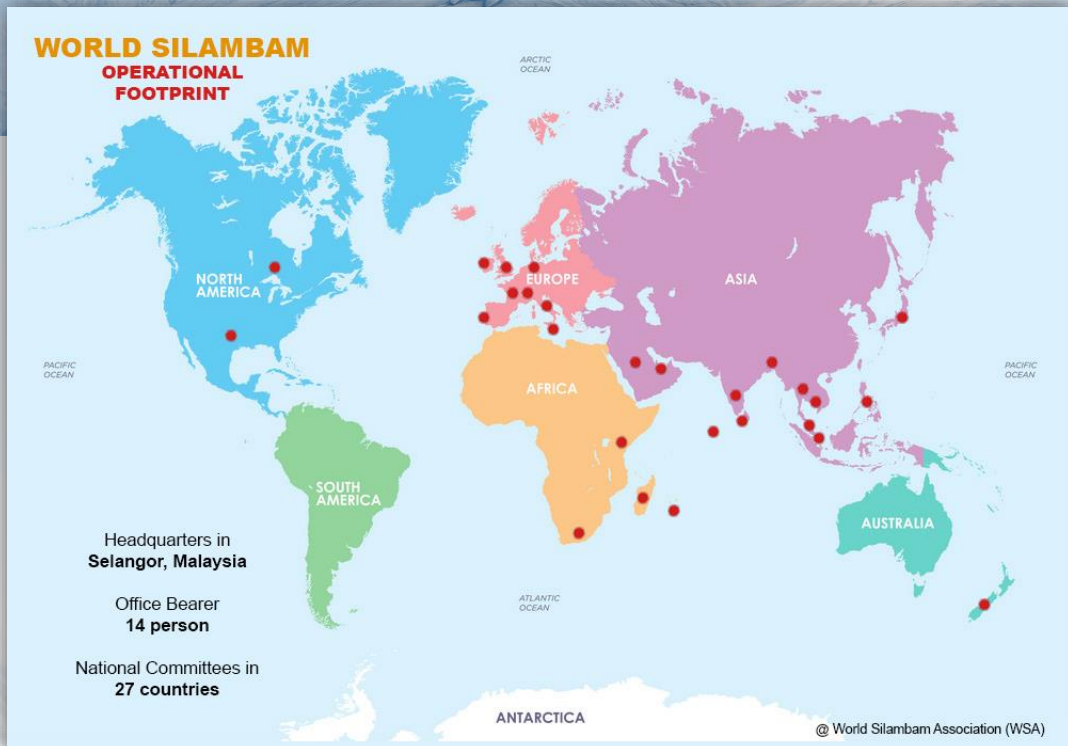 WORLD SILAMBAM
OPERATIONAL
FOOTPRINT
ARCTIC
OCEAN
NORTH
AMERICA
EUROPE
ASIA
PACIFIC
OCEAN
PACIFIC
OCEAN
AFRICA
SOUTH
AMERICA
AUSTRALIA
Headquarters in
Selangor, Malaysia
Office Bearer
14 person
ATLANTIC
OCEAN
National Committees in
27 countries
ANTARCTICA
@ World Silambam Association (WSA)